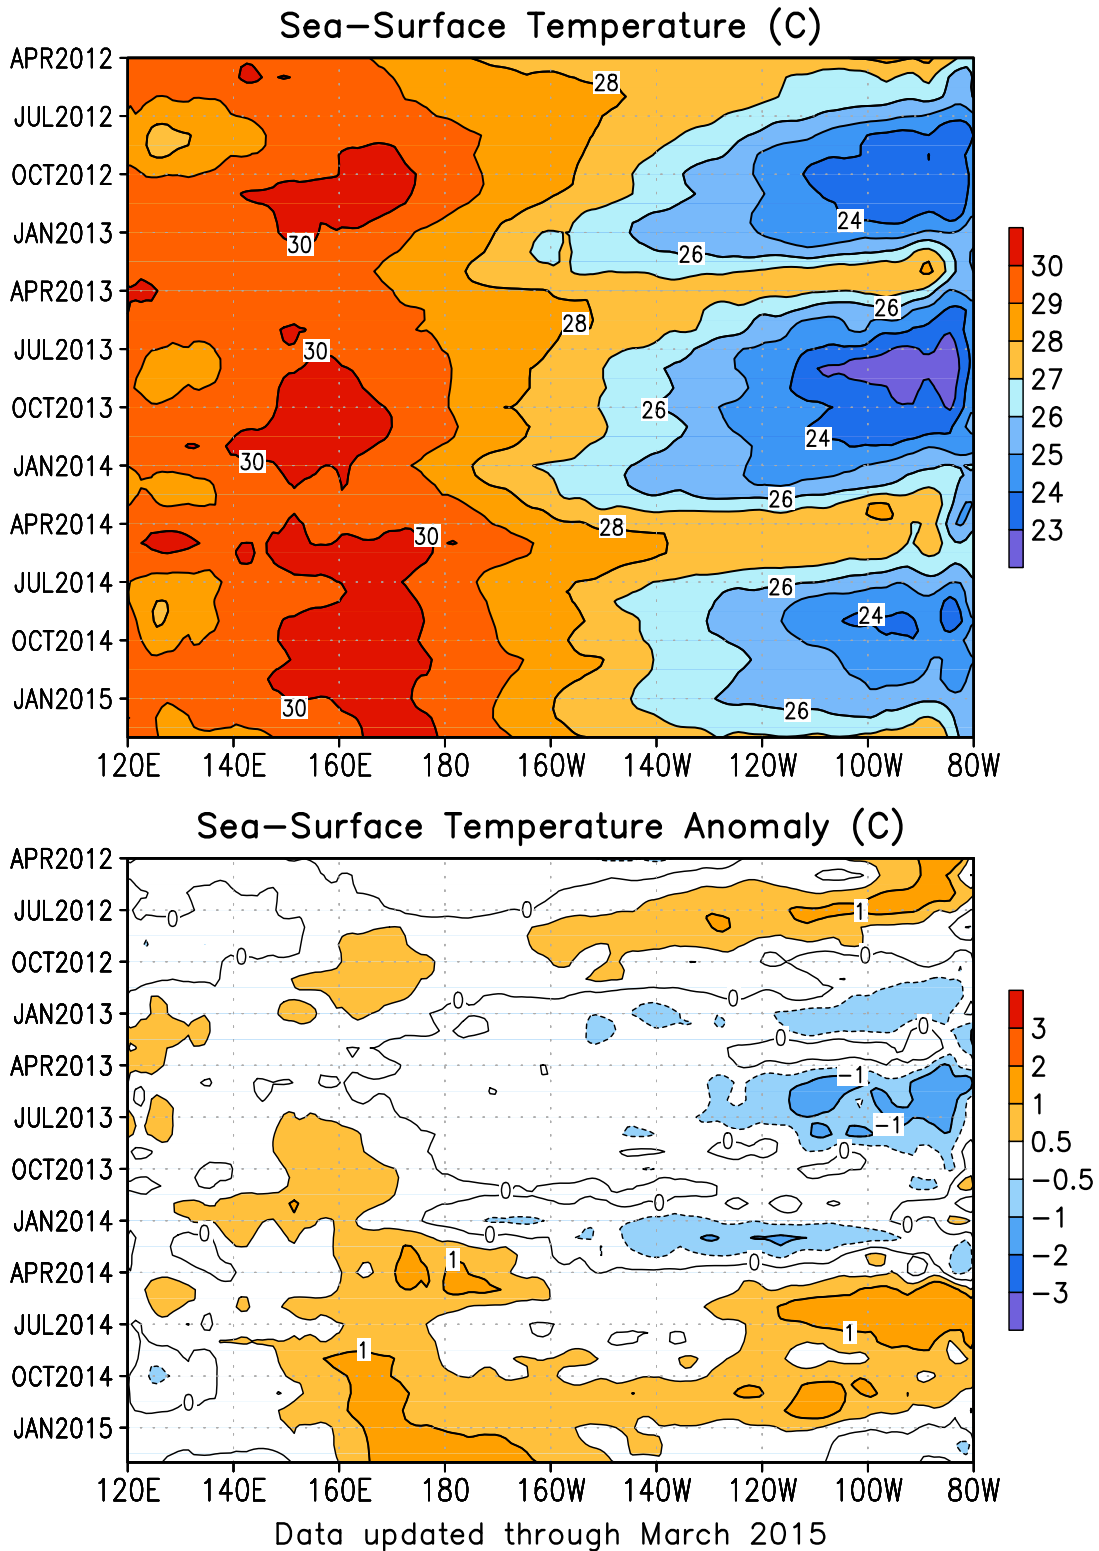 Sea-Surface Temperature (C)
APR2012
JUL2012
OCT2012
JAN2013
APR2013
JUL2013
OCT2013
JAN2014
APR2014
JUL2014
OCT2014
JAN2015
28
24
30
26
26
28
30
26
24
30
26
28
30
26
24
30
26
120E 140E 160E 180 160W 140W 120W 100W 80W
30
29
28
27
26
25
24
23
Sea-Surface Temperature Anomaly (C)
APR2012
JUL2012
OCT2012
JAN2013
APR2013
JUL2013
OCT2013
JAN2014
APR2014
JUL2014
OCT2014
JAN2015
0 0 1
0 0
0 0
0 0
-1
-1
0 0
0 0
0 0 0
1 0
1
1
0
120E 140E 160E 180 160W 140W 120W 100W 80W
3
2
1
0.5
-0.5
-1
-2
-3
Data updated through March 2015